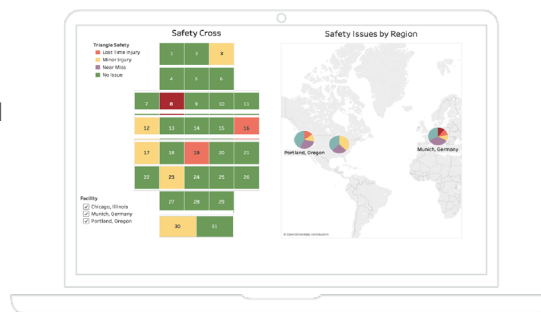 Safety Cross
Triangle Safety
Lost Time Injury
Minor Injury
Near Miss
No Issue
1 2 3
4 5 6
7 8 9 10 11
12 13 14 15 16
17 18 19 20 21
22 23 24 25 26
27 28 29
30 31
Facility
Chicago, Illinois
Munich, Germany
Portland, Oregon
Safety Issues by Region
Portland, Oregon
Munich, Germany